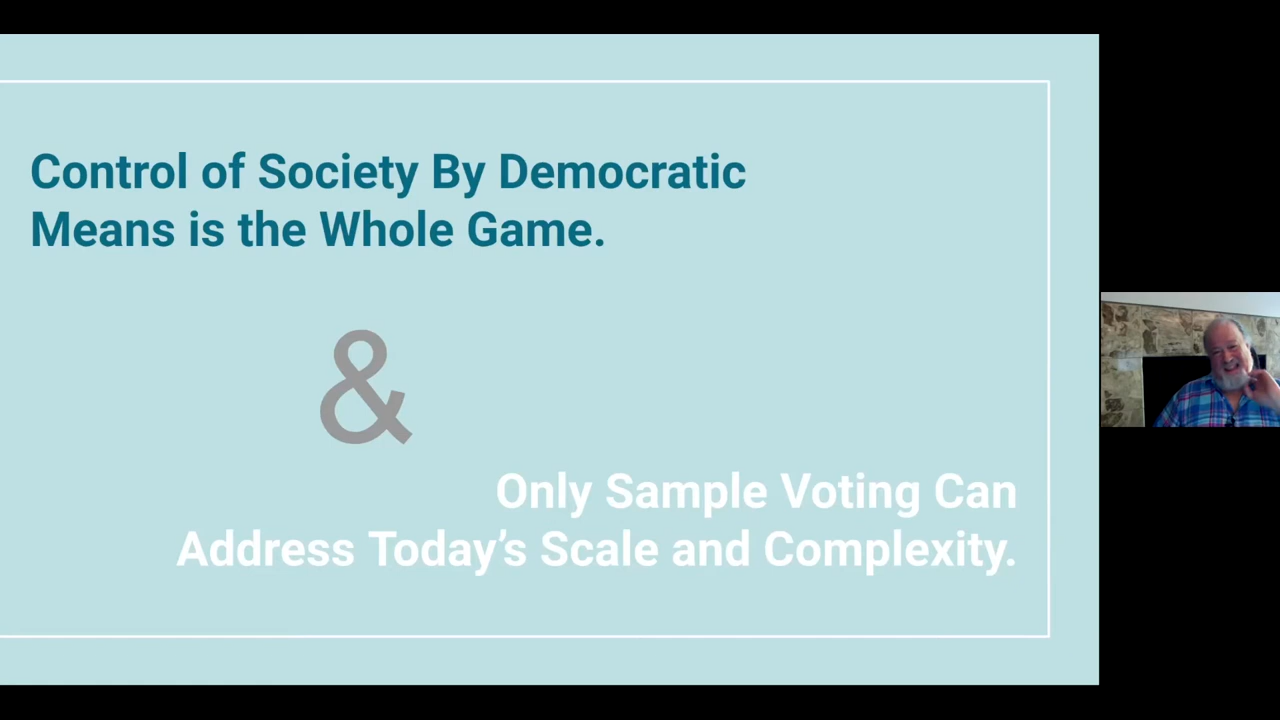 Control of Society By Democratic
Means is the Whole Game.
&
Only Sample Voting Can
Address Today’s Scale and Complexity.